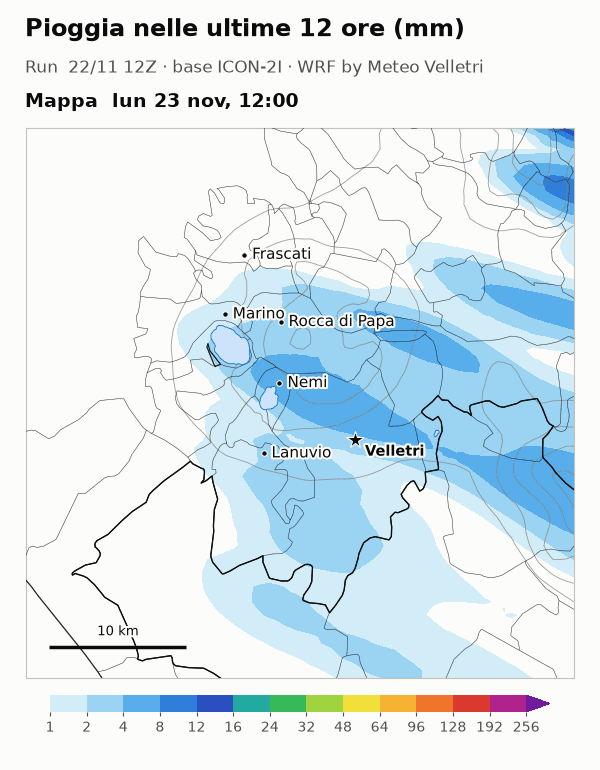 Pioggia nelle ultime 12 ore (mm)
Run  22/11 12Z · base ICON-2I · WRF by Meteo Velletri
Mappa  lun 23 nov, 12:00
Frascati
Marino
Rocca di Papa
Nemi
Velletri
Lanuvio
10 km
1 2 4 8 12 16 24 32 48 64 96 128 192 256